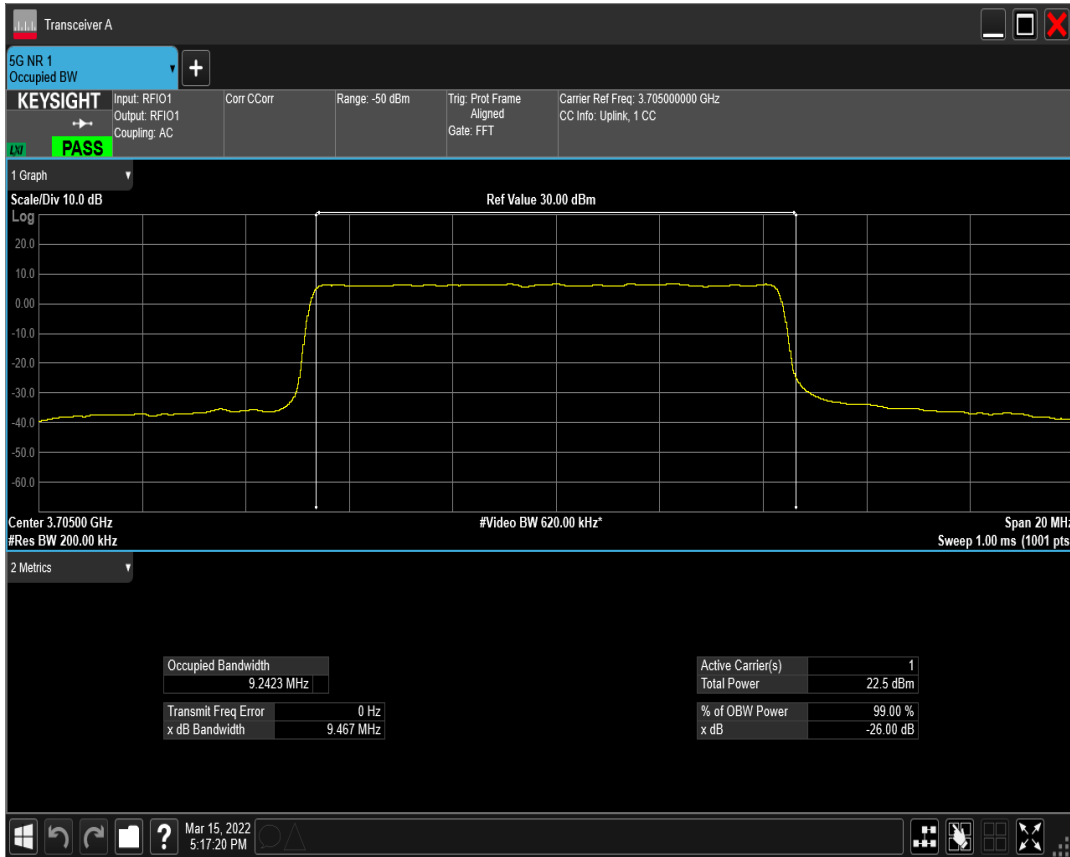 Transceiver A
5G NR 1
Occupied BW
+
KEYSIGHT
LXI
PASS
Input: RFIO1
Output: RFIO1
Coupling: AC
Corr CCorr
Range: -50 dBm
Trig: Prot Frame
Aligned
Gate: FFT
Carrier Ref Freq: 3.705000000 GHz
CC Info: Uplink, 1 CC
1 Graph
Scale/Div 10.0 dB
Ref Value 30.00 dBm
Log
20.0
10.0
0.00
-10.0
-20.0
-30.0
-40.0
-50.0
-60.0
Center 3.70500 GHz
#Video BW 620.00 kHz*
Span 20 MHz
#Res BW 200.00 kHz
Sweep 1.00 ms (1001 pts
2 Metrics
Occupied Bandwidth
9.2423 MHz
Transmit Freq Error 0 Hz
x dB Bandwidth 9.467 MHz
Active Carrier(s) 1
Total Power 22.5 dBm
% of OBW Power 99.00 %
x dB -26.00 dB
?
Mar 15, 2022
5:17:20 PM